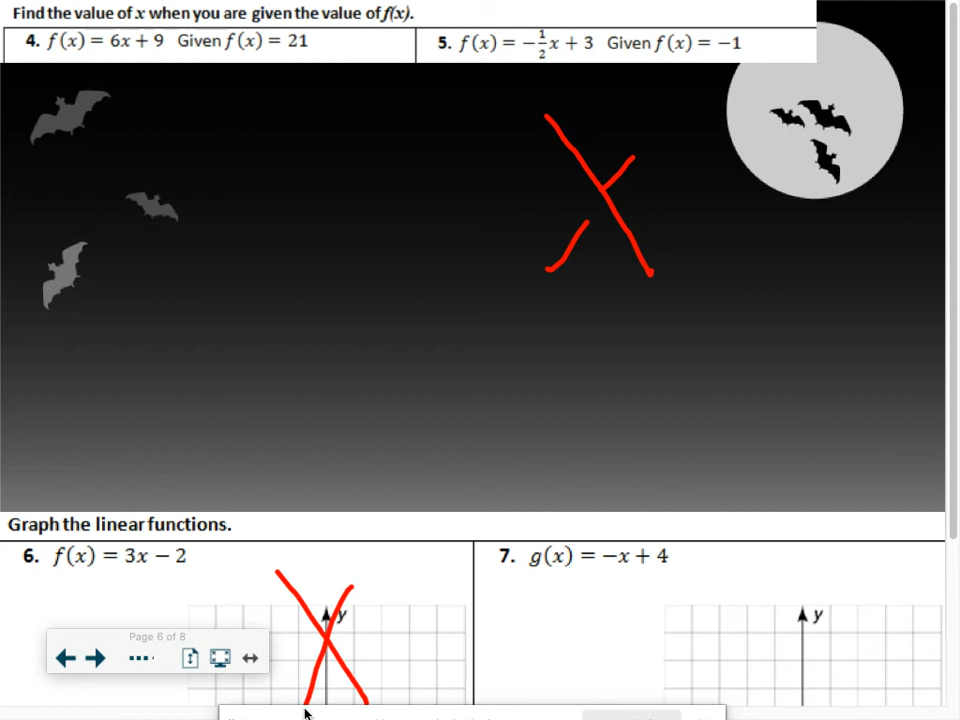 Find the value of x when you are given the value of f(x).
4. f(x) = 6x + 9 Given f(x) = 21
5. f(x) = −1/2x + 3 Given f(x) = −1
Graph the linear functions.
6. f(x) = 3x − 2
7. g(x) = −x + 4
y
y
Page 6 of 8